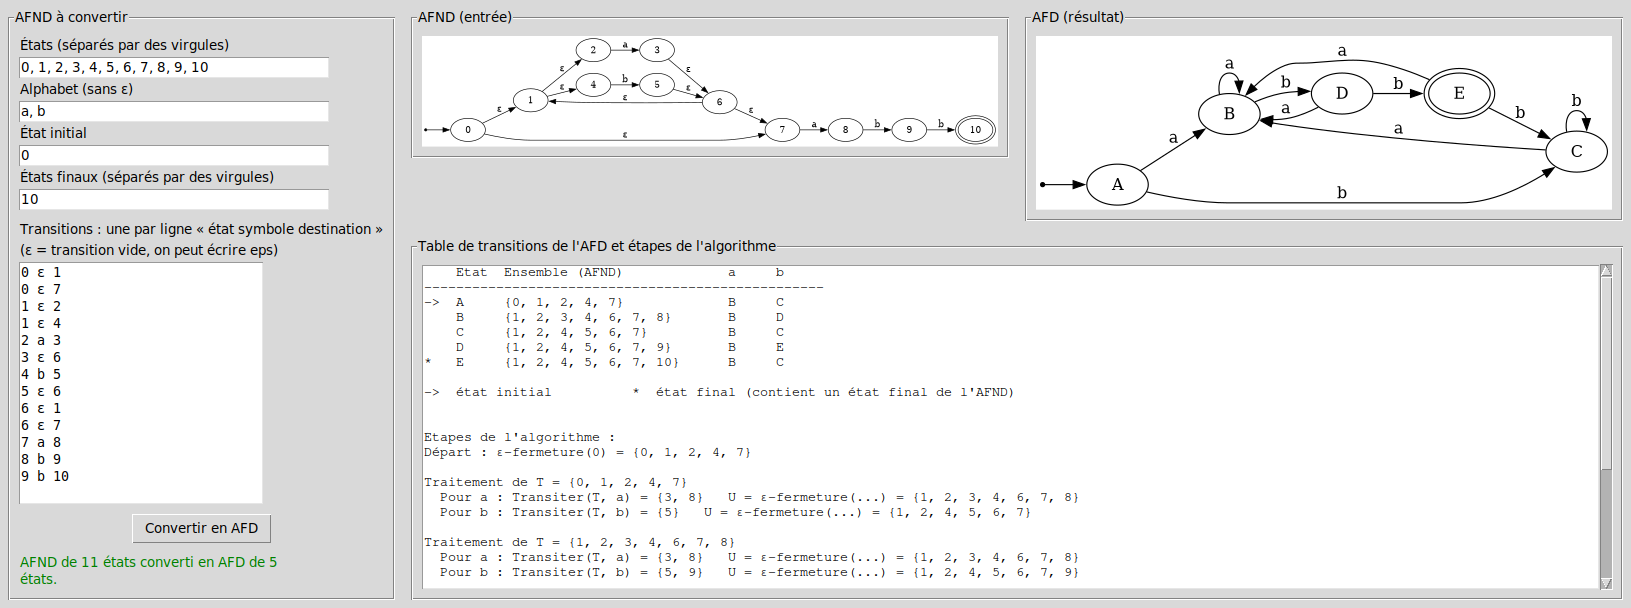 AFND à convertir
États (séparés par des virgules)
0, 1, 2, 3, 4, 5, 6, 7, 8, 9, 10
Alphabet (sans ε)
a, b
État initial
0
États finaux (séparés par des virgules)
10
Transitions : une par ligne « état symbole destination »
(ε = transition vide, on peut écrire eps)
0 ε 1
0 ε 7
1 ε 2
1 ε 4
2 a 3
3 ε 6
4 b 5
5 ε 6
6 ε 1
6 ε 7
7 a 8
8 b 9
9 b 10
Convertir en AFD
AFND de 11 états converti en AFD de 5
états.
AFND (entrée)
2 a 3
ε ε
4 b 5
ε ε
1 ε 6
ε ε
0 ε 7 a 8 b 9 b 10
AFD (résultat)
a
a
B b D b E
a
b
b
a
a
C
A
b
Table de transitions de l'AFD et étapes de l'algorithme
Etat Ensemble (AFND) a b
--------------------------------------------------
-> A {0, 1, 2, 4, 7} B C
B {1, 2, 3, 4, 6, 7, 8} B D
C {1, 2, 4, 5, 6, 7} B C
D {1, 2, 4, 5, 6, 7, 9} B E
* E {1, 2, 4, 5, 6, 7, 10} B C
-> état initial * état final (contient un état final de l'AFND)
Etapes de l'algorithme :
Départ : ε-fermeture(0) = {0, 1, 2, 4, 7}
Traitement de T = {0, 1, 2, 4, 7}
Pour a : Transiter(T, a) = {3, 8} U = ε-fermeture(...) = {1, 2, 3, 4, 6, 7, 8}
Pour b : Transiter(T, b) = {5} U = ε-fermeture(...) = {1, 2, 4, 5, 6, 7}
Traitement de T = {1, 2, 3, 4, 6, 7, 8}
Pour a : Transiter(T, a) = {3, 8} U = ε-fermeture(...) = {1, 2, 3, 4, 6, 7, 8}
Pour b : Transiter(T, b) = {5, 9} U = ε-fermeture(...) = {1, 2, 4, 5, 6, 7, 9}